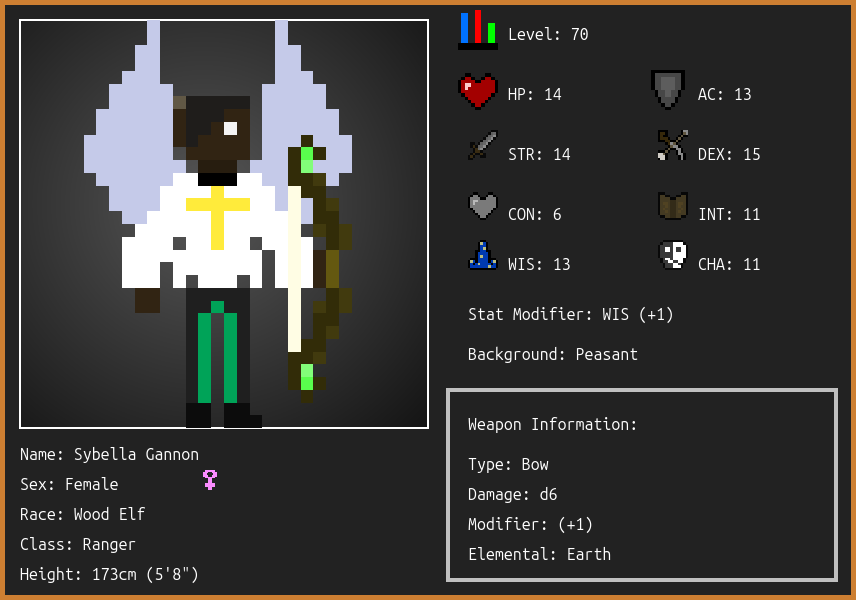 Level: 70
HP: 14
AC: 13
STR: 14
DEX: 15
CON: 6
INT: 11
WIS: 13
CHA: 11
Stat Modifier: WIS (+1)
Background: Peasant
Weapon Information:
Type: Bow
Damage: d6
Modifier: (+1)
Elemental: Earth
Name: Sybella Gannon
Sex: Female
Race: Wood Elf
Class: Ranger
Height: 173cm (5'8")